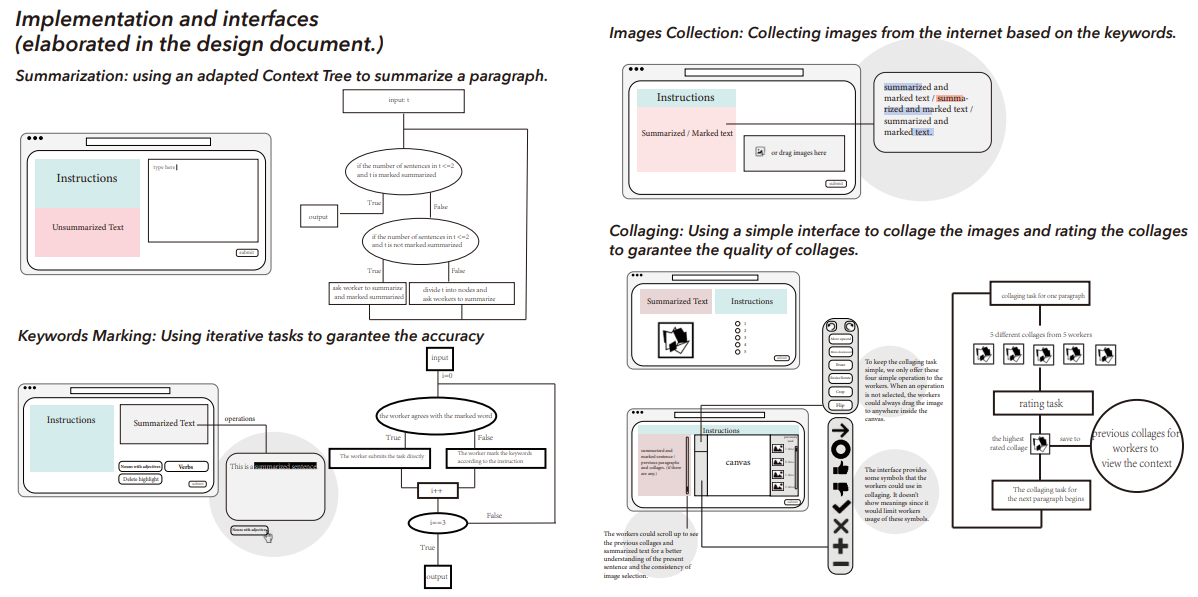 Implementation and interfaces
(elaborated in the design document.)
Summarization: using an adapted Context Tree to summarize a paragraph.
Instructions
Unsummarized Text
type here
submit
input: t
if the number of sentences in t <=2
and t is marked summarized
True
False
output
if the number of sentences in t <=2
and t is not marked summarized
True
False
ask worker to summarize
and marked summarized
divide t into nodes and
ask workers to summarize
Keywords Marking: Using iterative tasks to garantee the accuracy
Instructions
Summarized Text
operations
Nouns with adjectives
Verbs
Delete highlight
submit
This is a summarized sentence
Nouns with adjectives
input
i=0
the worker agrees with the marked word
True
False
The worker submits the task directly
The worker mark the keywords
according to the instruction
i++
i==3
False
True
output
Images Collection: Collecting images from the internet based on the keywords.
Instructions
Summarized / Marked text
or drag images here
submit
summarized and
marked text / summa-
rized and marked text /
summarized and
marked text.
Collaging: Using a simple interface to collage the images and rating the collages
to garantee the quality of collages.
Summarized Text
Instructions
1
2
3
4
5
submit
Crop
Flip
To keep the collaging task
simple, we only offer these
four simple operation to the
workers. When an operation
is not selected, the workers
could always drag the image
to anywhere inside the
canvas.
Instructions
summarized and
marked sentence /
previous paragraphs
and collages. (if there
are any.)
canvas
submit
The interface provides
some symbols that the
workers could use in
collaging. It doesn't
show meanings since it
would limit workers
usage of these symbols.
The workers could scroll up to see
the previous collages and
summarized text for a better
understanding of the present
sentence and the consistency of
image selection.
collaging task for one paragraph
5 different collages from 5 workers
rating task
the highest
rated collage
save to
previous collages for
workers to
view the context
The collaging task for
the next paragraph begins